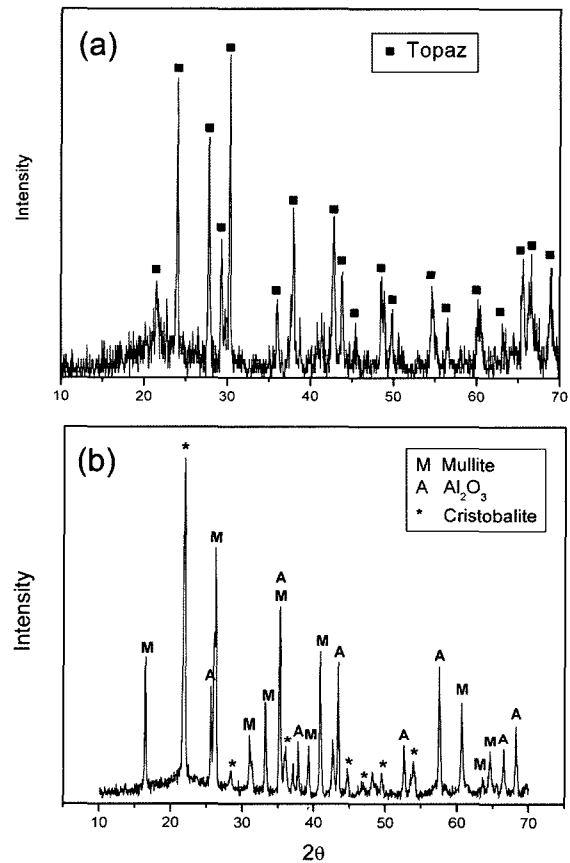 (a)
■ Topaz
Intensity
10 20 30 40 50 60 70
(b)
M Mullite
A Al₂O₃
* Cristobalite
*
M
A
M
*
M
M
A
M
*
A
M
M
A
*
*
*
A
*
A
M
M
M
A
A
Intensity
10 20 30 40 50 60 70
2θ